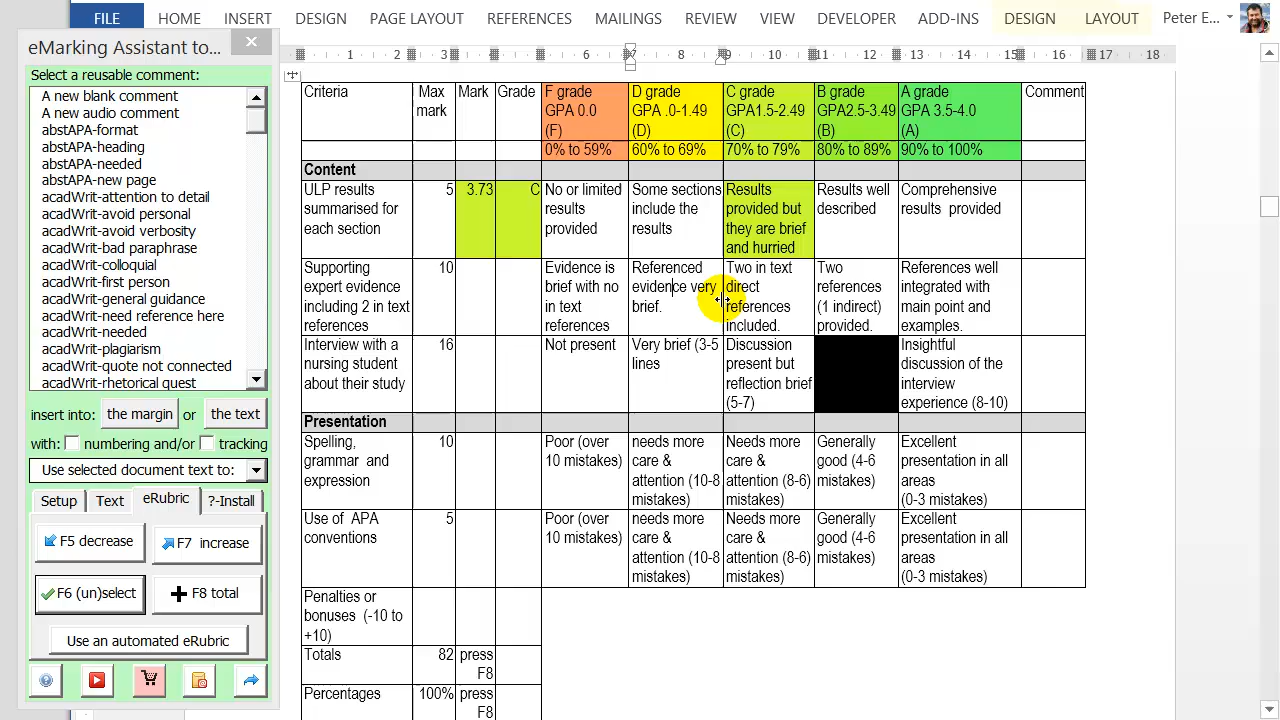 FILE HOME INSERT DESIGN PAGE LAYOUT REFERENCES MAILINGS REVIEW VIEW DEVELOPER ADD-INS DESIGN LAYOUT Peter E...
eMarking Assistant to...
Select a reusable comment:
A new blank comment
A new audio comment
abstAPA-format
abstAPA-heading
abstAPA-needed
abstAPA-new page
acadWrit-attention to detail
acadWrit-avoid personal
acadWrit-avoid verbosity
acadWrit-bad paraphrase
acadWrit-colloquial
acadWrit-first person
acadWrit-general guidance
acadWrit-need reference here
acadWrit-needed
acadWrit-plagiarism
acadWrit-quote not connected
acadWrit-rhetorical quest
insert into: the margin or the text
with: numbering and/or tracking
Use selected document text to:
Setup Text eRubric ?-Install
F5 decrease F7 increase
F6 (un)select F8 total
Use an automated eRubric
1 2 3 6 8 10 11 12 13 14 15 16 17 18
Criteria
Max
mark
Mark
Grade
F grade
GPA 0.0
(F)
D grade
GPA .0-1.49
(D)
C grade
GPA1.5-2.49
(C)
B grade
GPA2.5-3.49
(B)
A grade
GPA 3.5-4.0
(A)
Comment
0% to 59% 60% to 69% 70% to 79% 80% to 89% 90% to 100%
Content
ULP results
summarised for
each section
5
3.73
C
No or limited
results
provided
Some sections
include the
results
Results
provided but
they are brief
and hurried
Results well
described
Comprehensive
results provided
Supporting
expert evidence
including 2 in text
references
10
Evidence is
brief with no
in text
references
Referenced
evidence very
brief.
Two in text
direct
references
included.
Two
references
(1 indirect)
provided.
References well
integrated with
main point and
examples.
Interview with a
nursing student
about their study
16
Not present
Very brief (3-5
lines
Discussion
present but
reflection brief
(5-7)
Insightful
discussion of the
interview
experience (8-10)
Presentation
Spelling,
grammar and
expression
10
Poor (over
10 mistakes)
needs more
care &
attention (10-8
mistakes)
Needs more
care &
attention (8-6)
mistakes)
Generally
good (4-6
mistakes)
Excellent
presentation in all
areas
(0-3 mistakes)
Use of APA
conventions
5
Poor (over
10 mistakes)
needs more
care &
attention (10-8
mistakes)
Needs more
care &
attention (8-6)
mistakes)
Generally
good (4-6
mistakes)
Excellent
presentation in all
areas
(0-3 mistakes)
Penalties or
bonuses (-10 to
+10)
Totals
82
press
F8
Percentages
100%
press
F8